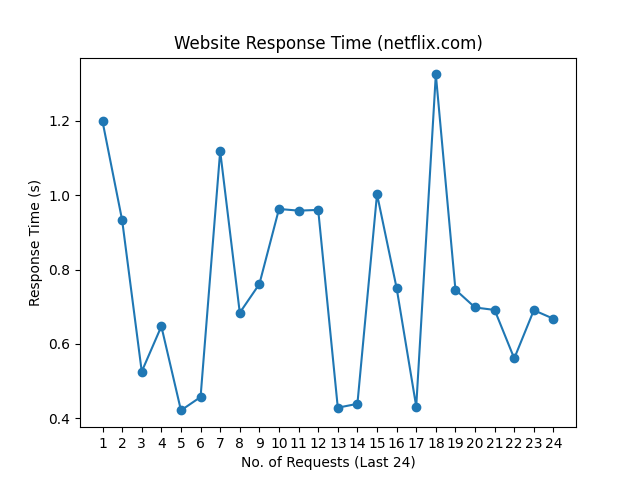 Website Response Time (netflix.com)
Response Time (s)
1.2
1.0
0.8
0.6
0.4
1 2 3 4 5 6 7 8 9 10 11 12 13 14 15 16 17 18 19 20 21 22 23 24
No. of Requests (Last 24)